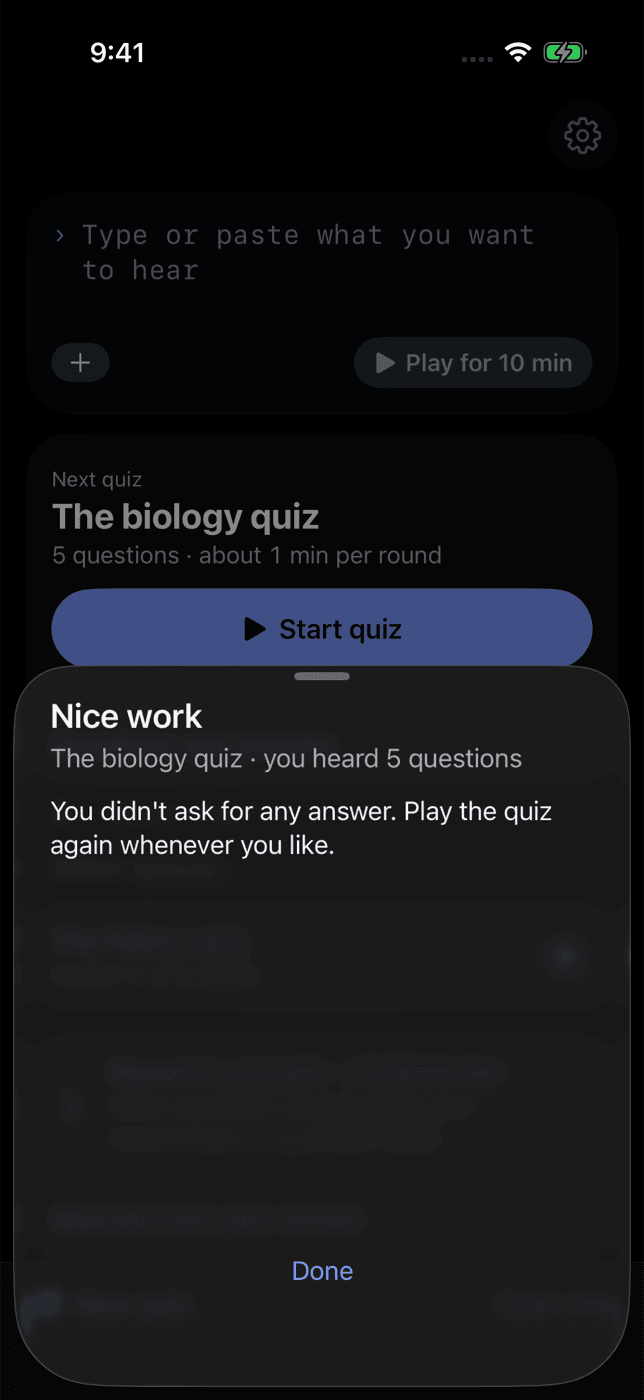 9:41
› Type or paste what you want
to hear
+
Play for 10 min
Next quiz
The biology quiz
5 questions · about 1 min per round
Start quiz
Nice work
The biology quiz · you heard 5 questions
You didn't ask for any answer. Play the quiz
again whenever you like.
Done